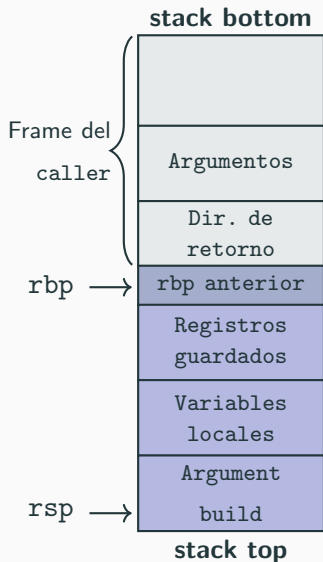 stack bottom
Frame del
caller
Argumentos
Dir. de
retorno
rbp
rbp anterior
Registros
guardados
Variables
locales
Argument
build
rsp
stack top